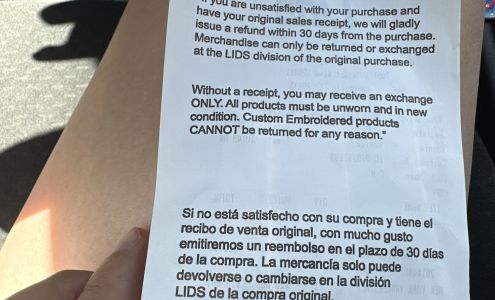 If you are unsatisfied with your purchase and
have your original sales receipt, we will gladly
issue a refund within 30 days from the purchase.
Merchandise can only be returned or exchanged
at the LIDS division of the original purchase.
Without a receipt, you may receive an exchange
ONLY. All products must be unworn and in new
condition. Custom Embroidered products
CANNOT be returned for any reason."
Si no está satisfecho con su compra y tiene el
recibo de venta original, con mucho gusto
emitiremos un reembolso en el plazo de 30 días
de la compra. La mercancía solo puede
devolverse o cambiarse en la división
LIDS de la compra original.